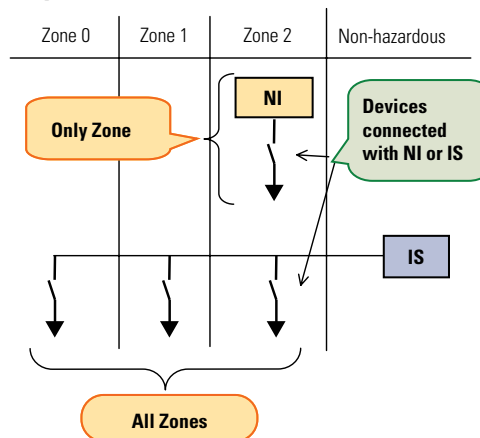 Zone 0 Zone 1 Zone 2 Non-hazardous
NI
Only Zone
Devices
connected
with NI or IS
IS
All Zones